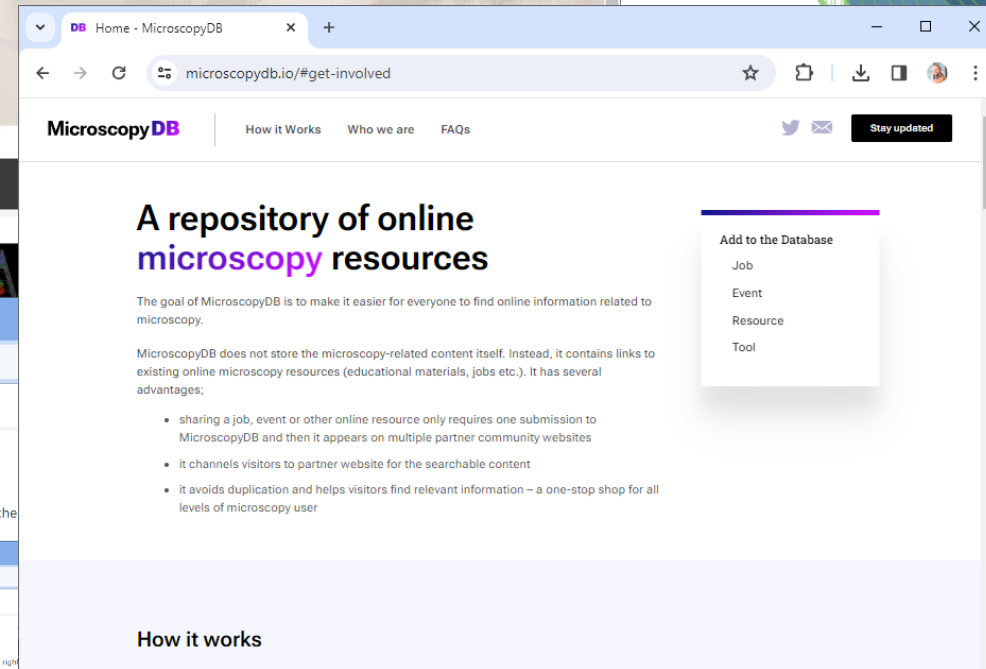 DB Home - MicroscopyDB
microscopydb.io/#get-involved
MicroscopyDB
How it Works Who we are FAQs
Stay updated
A repository of online
microscopy resources
The goal of MicroscopyDB is to make it easier for everyone to find online information related to
microscopy.
MicroscopyDB does not store the microscopy-related content itself. Instead, it contains links to
existing online microscopy resources (educational materials, jobs etc.). It has several
advantages;
sharing a job, event or other online resource only requires one submission to
MicroscopyDB and then it appears on multiple partner community websites
it channels visitors to partner website for the searchable content
it avoids duplication and helps visitors find relevant information – a one-stop shop for all
levels of microscopy user
Add to the Database
Job
Event
Resource
Tool
How it works